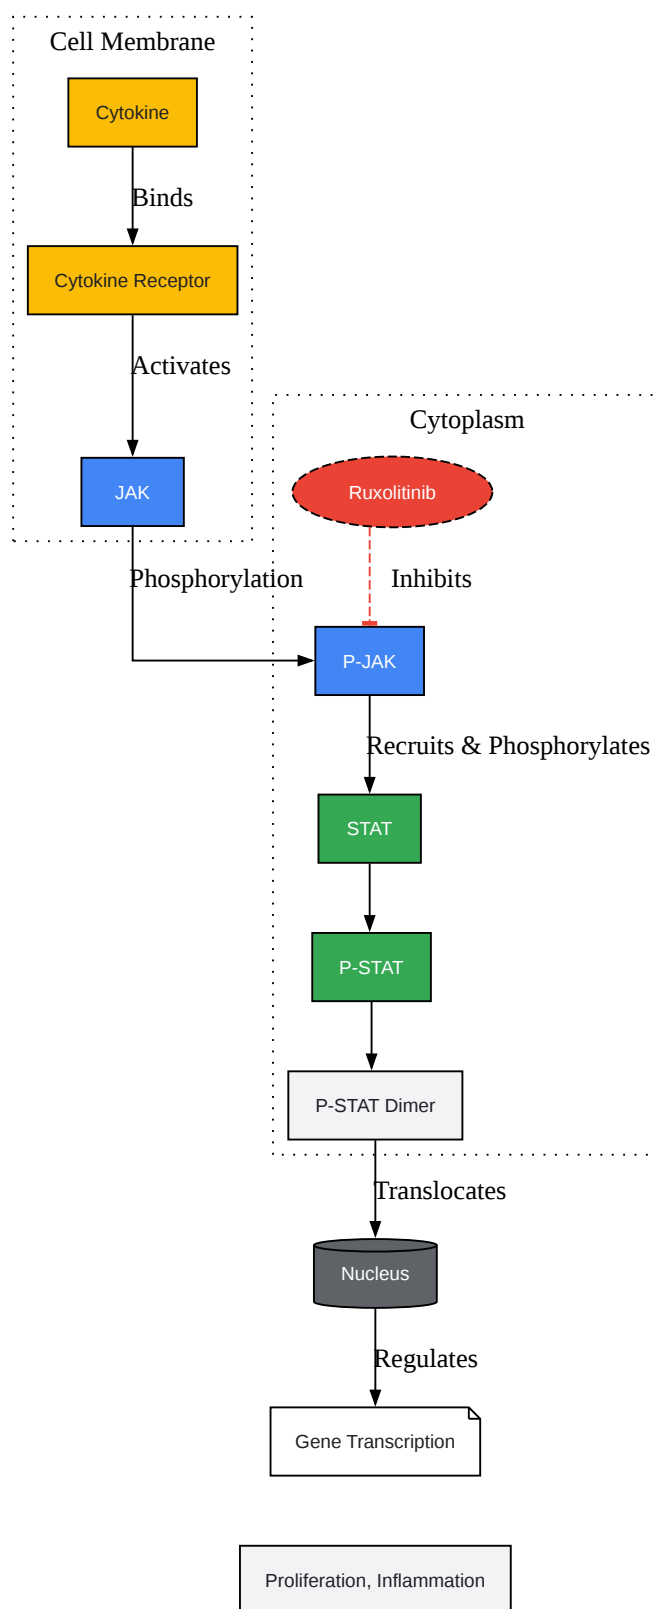 Cell Membrane
Cytokine
Binds
Cytokine Receptor
Activates
JAK
Cytoplasm
Ruxolitinib
Phosphorylation
Inhibits
P-JAK
Recruits & Phosphorylates
STAT
P-STAT
P-STAT Dimer
Translocates
Nucleus
Regulates
Gene Transcription
Proliferation, Inflammation